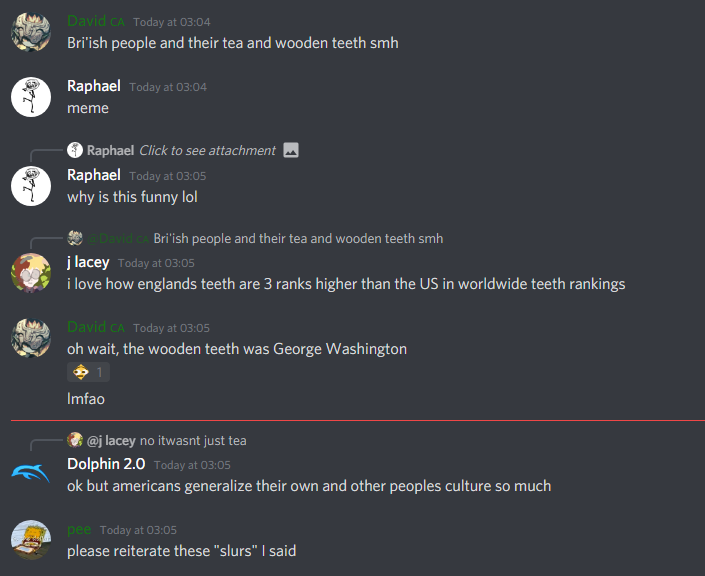 David CA Today at 03:04
Bri'ish people and their tea and wooden teeth smh
Raphael Today at 03:04
meme
Raphael Click to see attachment
Raphael Today at 03:05
why is this funny lol
@David CA Bri'ish people and their tea and wooden teeth smh
j lacey Today at 03:05
i love how englands teeth are 3 ranks higher than the US in worldwide teeth rankings
David CA Today at 03:05
oh wait, the wooden teeth was George Washington
1
lmfao
@j lacey no itwasnt just tea
Dolphin 2.0 Today at 03:05
ok but americans generalize their own and other peoples culture so much
pee Today at 03:05
please reiterate these "slurs" I said